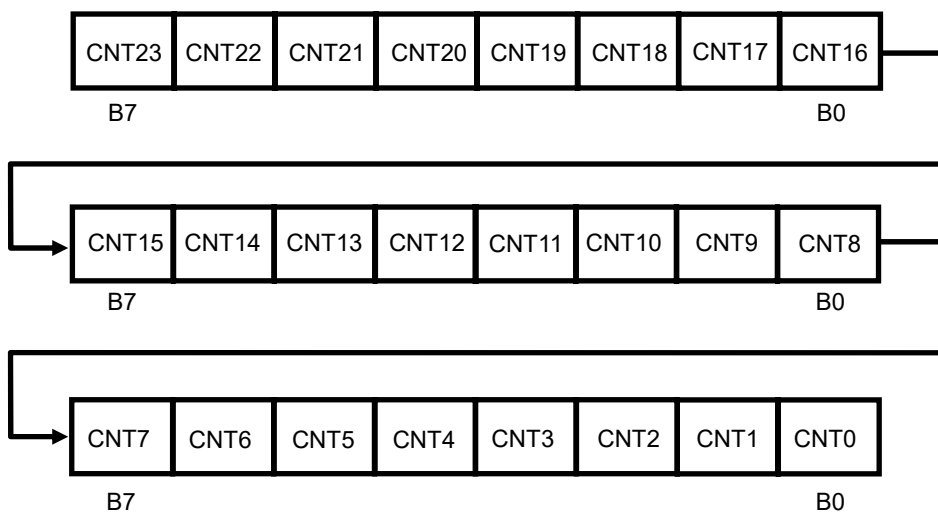 CNT23 CNT22 CNT21 CNT20 CNT19 CNT18 CNT17 CNT16
B7 B0
CNT15 CNT14 CNT13 CNT12 CNT11 CNT10 CNT9 CNT8
B7 B0
CNT7 CNT6 CNT5 CNT4 CNT3 CNT2 CNT1 CNT0
B7 B0